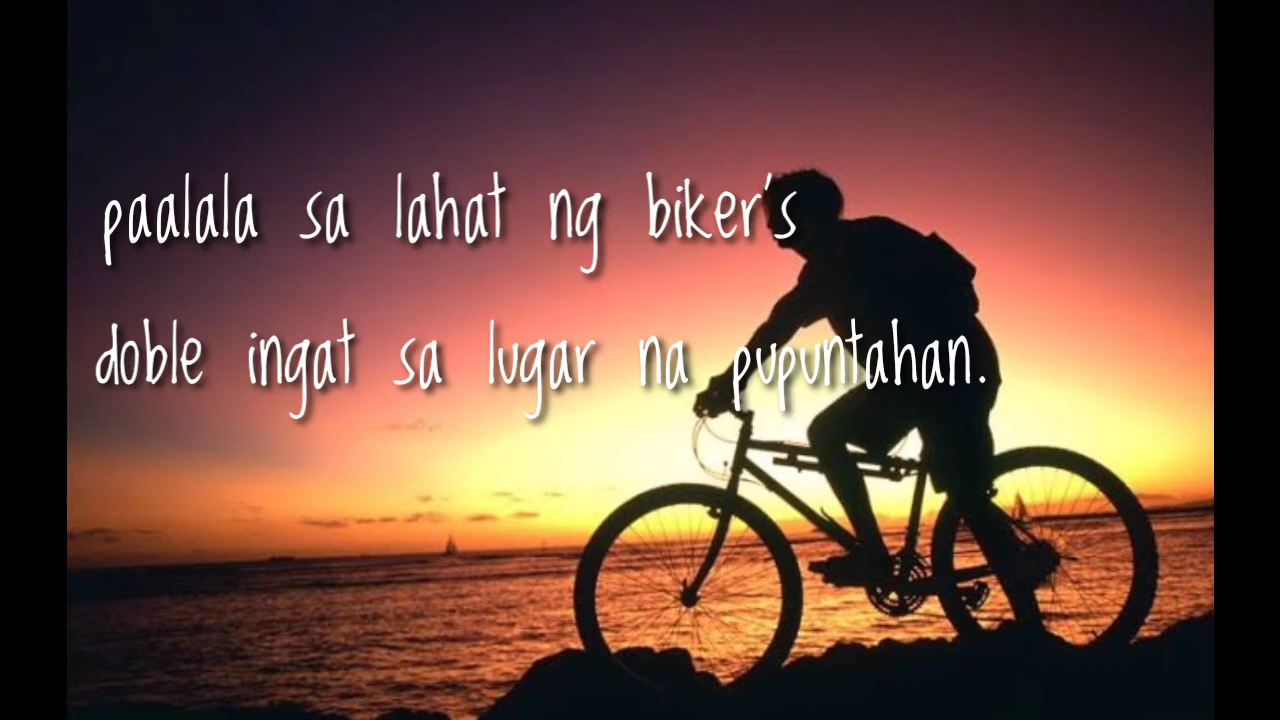 paalala sa lahat ng biker's
doble ingat sa lugar na pupuntahan.